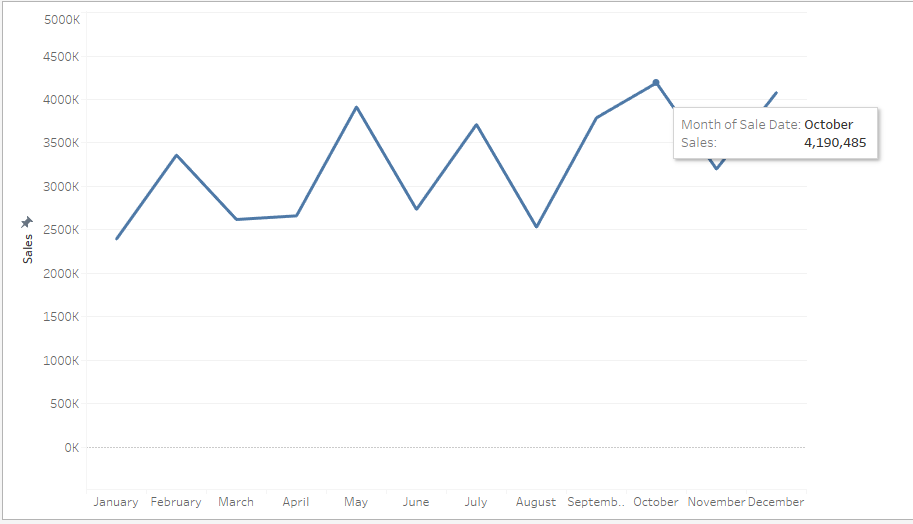 5000K
4500K
4000K
3500K
3000K
2500K
2000K
1500K
1000K
500K
0K
Sales
Month of Sale Date: October
Sales: 4,190,485
January February March April May June July August Septemb.. October November December